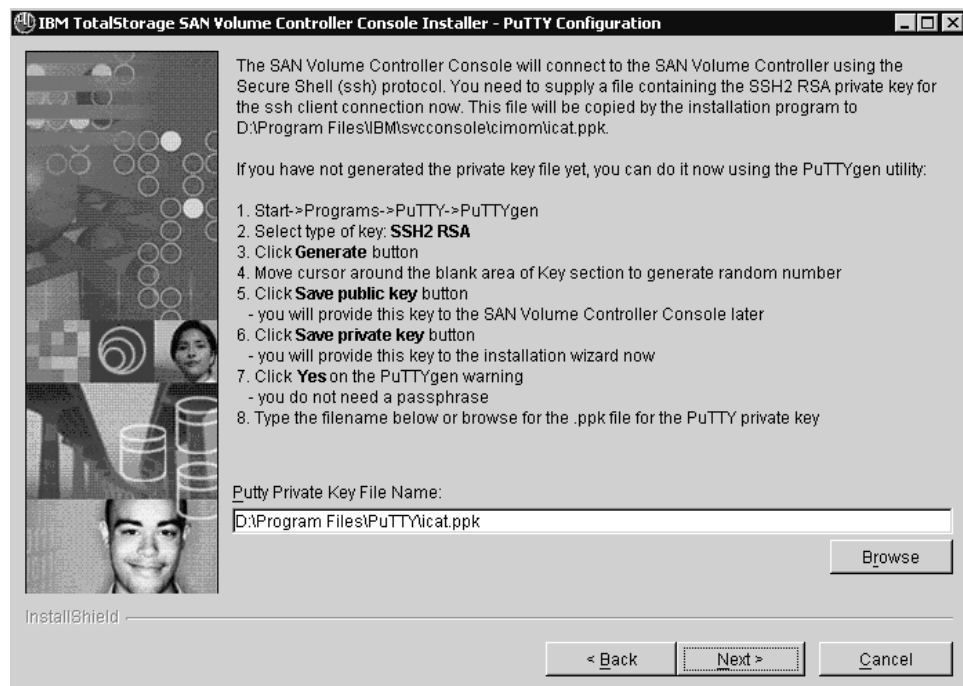 IBM TotalStorage SAN Volume Controller Console Installer - PuTTY Configuration
The SAN Volume Controller Console will connect to the SAN Volume Controller using the
Secure Shell (ssh) protocol. You need to supply a file containing the SSH2 RSA private key for
the ssh client connection now. This file will be copied by the installation program to
D:\Program Files\IBM\svcconsole\cimom\icat.ppk.
If you have not generated the private key file yet, you can do it now using the PuTTYgen utility:
1. Start->Programs->PuTTY->PuTTYgen
2. Select type of key: SSH2 RSA
3. Click Generate button
4. Move cursor around the blank area of Key section to generate random number
5. Click Save public key button
- you will provide this key to the SAN Volume Controller Console later
6. Click Save private key button
- you will provide this key to the installation wizard now
7. Click Yes on the PuTTYgen warning
- you do not need a passphrase
8. Type the filename below or browse for the .ppk file for the PuTTY private key
Putty Private Key File Name:
D:\Program Files\PuTTY\icat.ppk
Browse
InstallShield
< Back
Next >
Cancel